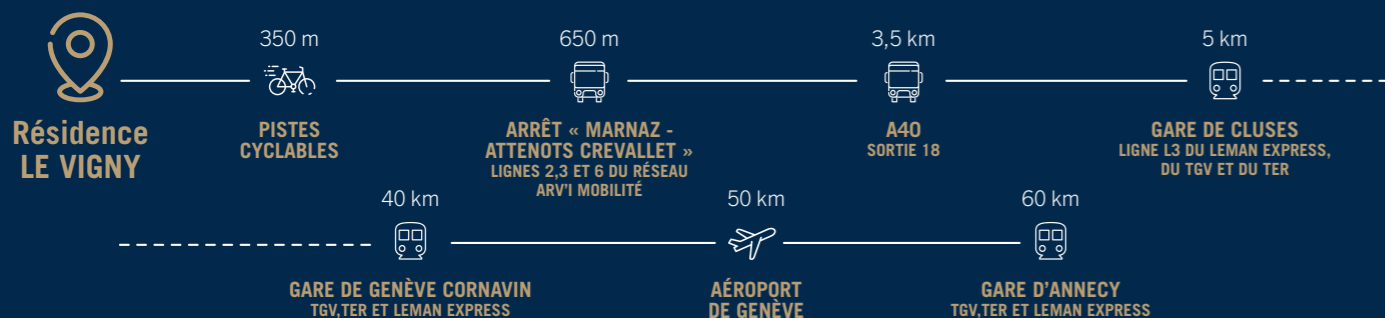 Résidence
LE VIGNY
350 m
PISTES
CYCLABLES
650 m
ARRÊT « MARNAZ -
ATTENOTS CREVALLET »
LIGNES 2,3 ET 6 DU RÉSEAU
ARV'I MOBILITÉ
3,5 km
A40
SORTIE 18
5 km
GARE DE CLUSES
LIGNE L3 DU LEMAN EXPRESS,
DU TGV ET DU TER
40 km
GARE DE GENÈVE CORNAVIN
TGV,TER ET LEMAN EXPRESS
50 km
AÉROPORT
DE GENÈVE
60 km
GARE D'ANNECY
TGV,TER ET LEMAN EXPRESS